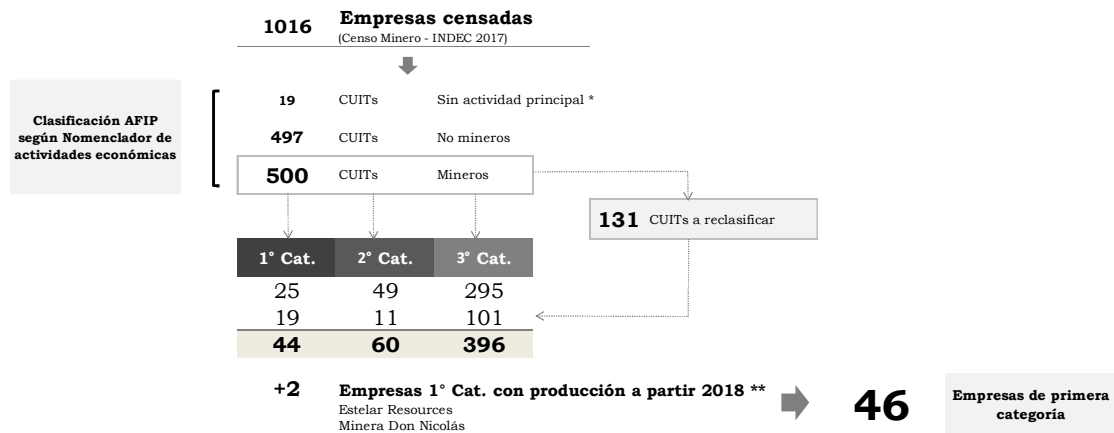 1016 Empresas censadas
(Censo Minero - INDEC 2017)
Clasificación AFIP
según Nomenclador de
actividades económicas
19 CUITs Sin actividad principal *
497 CUITs No mineros
500 CUITs Mineros
131 CUITs a reclasificar
1° Cat. 2° Cat. 3° Cat.
25 49 295
19 11 101
44 60 396
+2 Empresas 1° Cat. con producción a partir 2018 **
Estelar Resources
Minera Don Nicolás
46
Empresas de primera
categoría